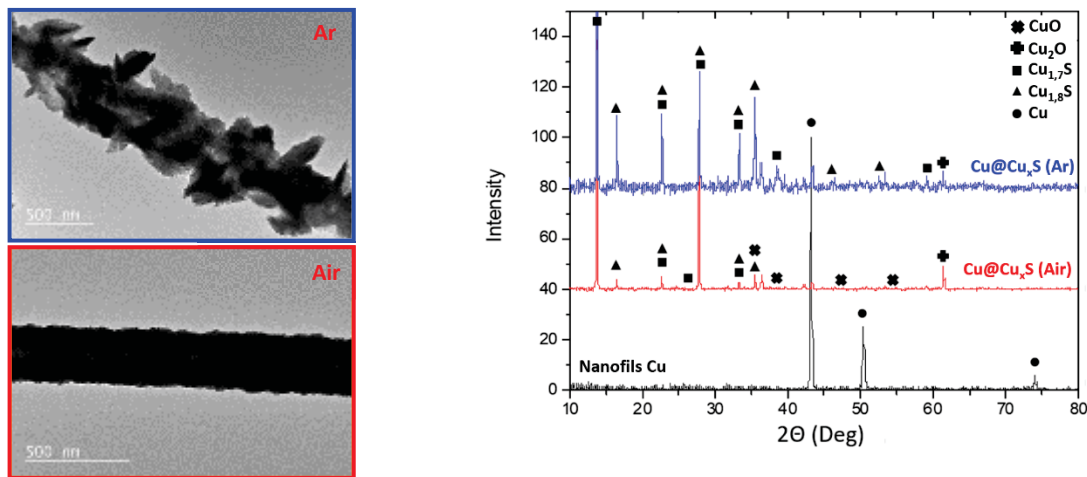 Ar
500 nm
Air
500 nm
Intensity
0
20
40
60
80
100
120
140
10
20
30
40
50
60
70
80
2Θ (Deg)
CuO
Cu₂O
Cu₁,₇S
Cu₁,₈S
Cu
Cu@CuₓS (Ar)
Cu@CuₓS (Air)
Nanofils Cu